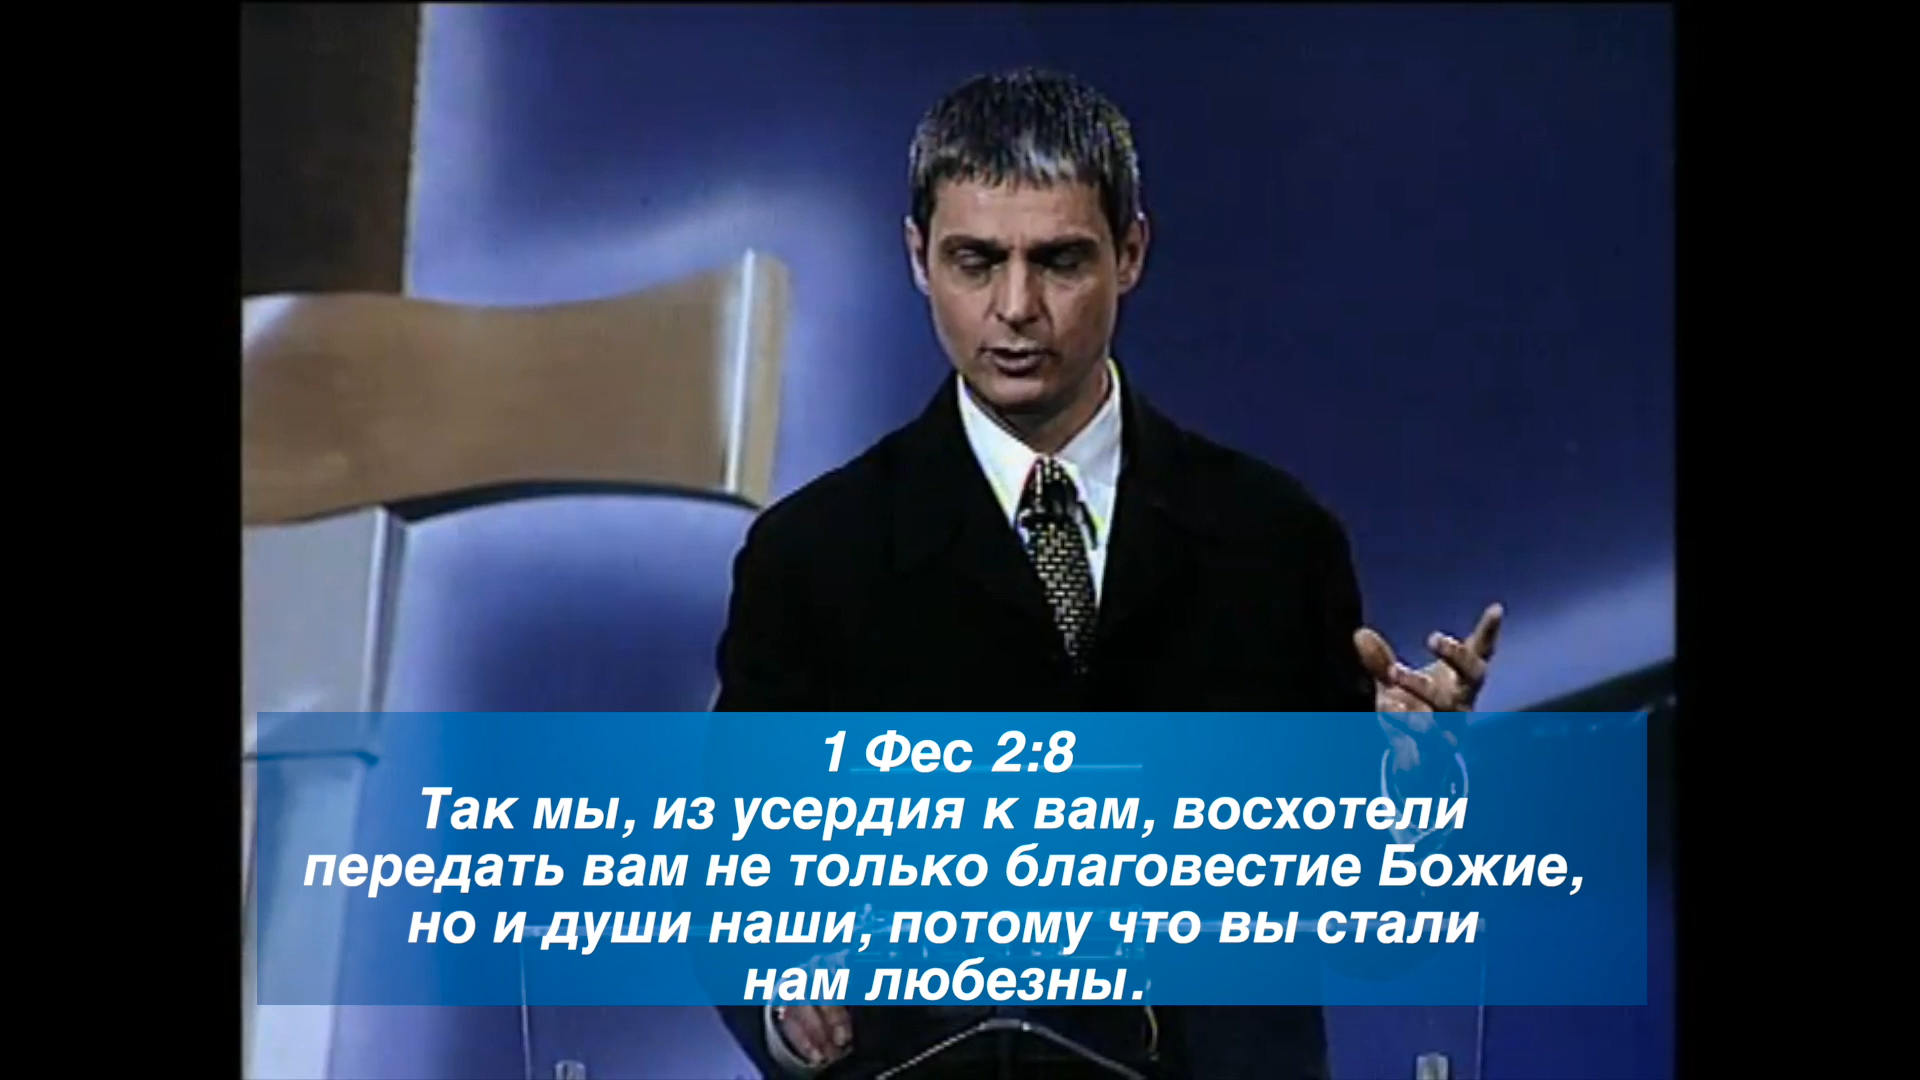 1 Фес 2:8
Так мы, из усердия к вам, восхотели
передать вам не только благовестие Божие,
но и души наши, потому что вы стали
нам любезны.